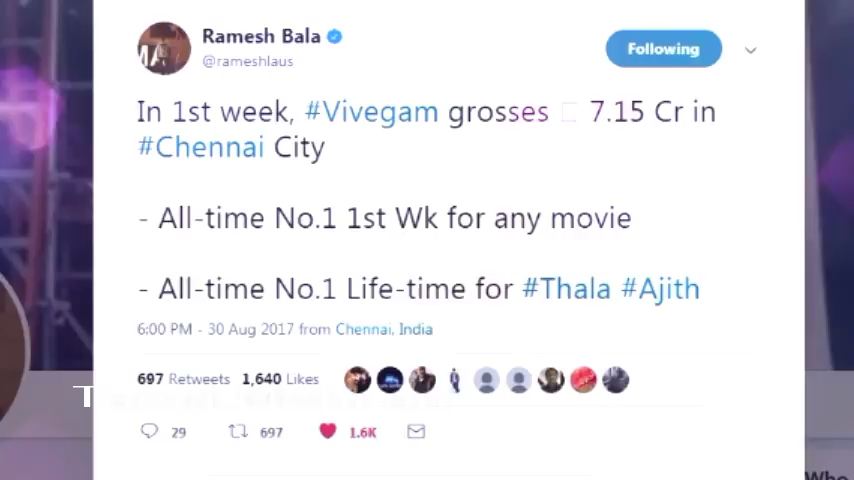 Ramesh Bala
@rameshlaus
Following
In 1st week, #Vivegam grosses 7.15 Cr in
#Chennai City
- All-time No.1 1st Wk for any movie
- All-time No.1 Life-time for #Thala #Ajith
6:00 PM - 30 Aug 2017 from Chennai, India
697 Retweets 1,640 Likes
29 697 1.6K
Who